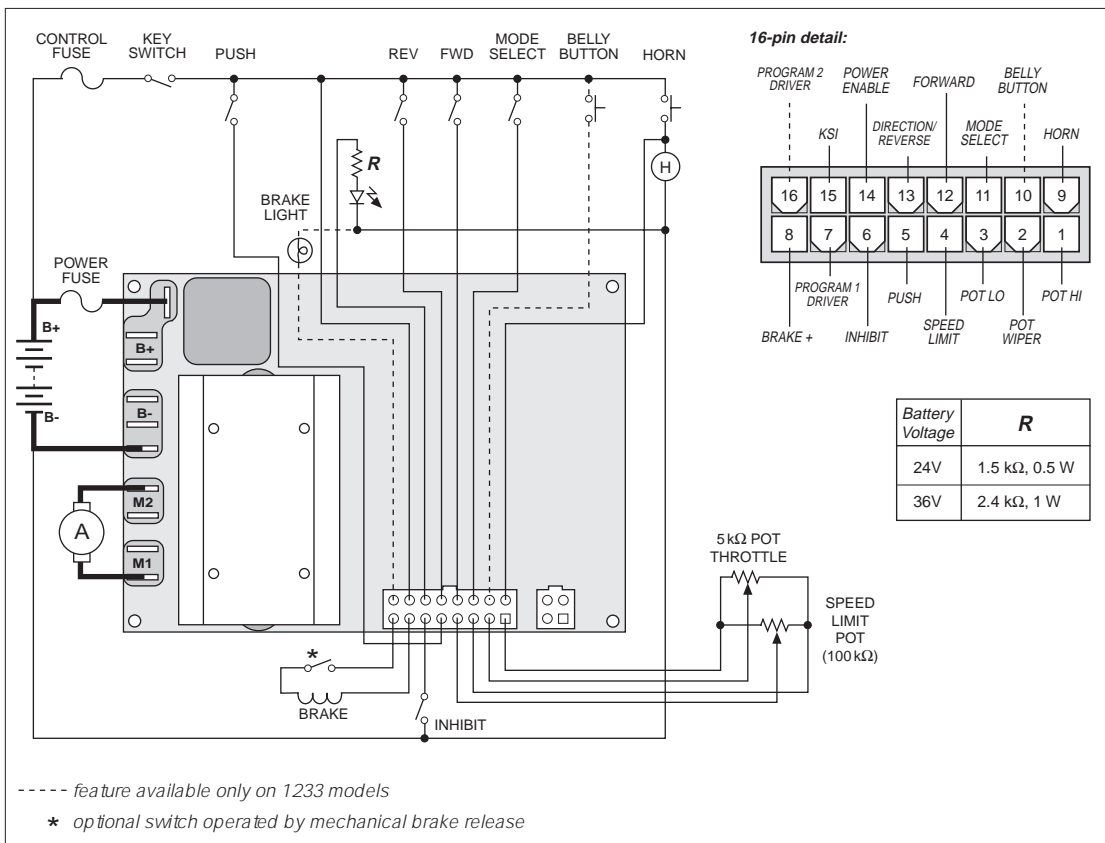 CONTROL
FUSE
KEY
SWITCH
PUSH
REV
FWD
MODE
SELECT
BELLY
BUTTON
HORN
R
H
BRAKE
LIGHT
POWER
FUSE
B+
B+
B-
B-
M2
A
M1
*
BRAKE
INHIBIT
5 kΩ POT
THROTTLE
SPEED
LIMIT
POT
(100 kΩ)
16-pin detail:
PROGRAM 2
DRIVER
POWER
ENABLE
FORWARD
BELLY
BUTTON
KSI
DIRECTION/
REVERSE
MODE
SELECT
HORN
16 15 14 13 12 11 10 9
8 7 6 5 4 3 2 1
BRAKE +
PROGRAM 1
DRIVER
INHIBIT
PUSH
SPEED
LIMIT
POT LO
POT
WIPER
POT HI
Battery
Voltage
R
24V 1.5 kΩ, 0.5 W
36V 2.4 kΩ, 1 W
----- feature available only on 1233 models
* optional switch operated by mechanical brake release